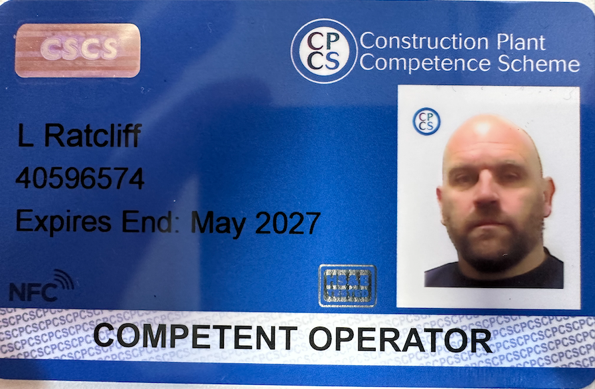 CSCS
CP
CS
Construction Plant
Competence Scheme
CP
CS
L Ratcliff
40596574
Expires End: May 2027
NFC
COMPETENT OPERATOR